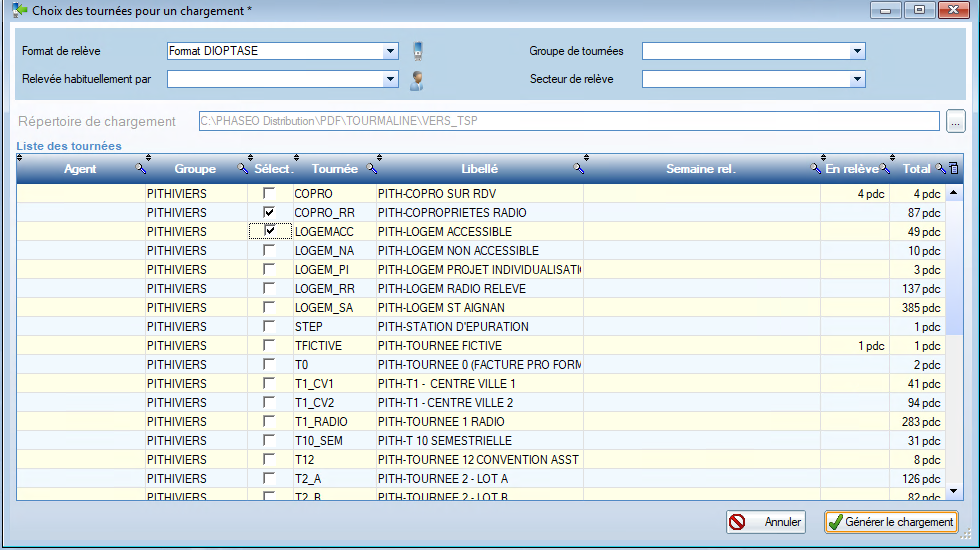 Choix des tournées pour un chargement *
Format de relève Format DIOPTASE Groupe de tournées
Relevée habituellement par Secteur de relève
Répertoire de chargement C:\PHASEO Distribution\PDF\TOURMALINE\VERS_TSP ...
Liste des tournées
Agent Groupe Sélect. Tournée Libellé Semaine rel. En relève Total
PITHIVIERS COPRO PITH-COPRO SUR RDV 4 pdc 4 pdc
PITHIVIERS COPRO_RR PITH-COPROPRIETES RADIO 87 pdc
PITHIVIERS LOGEMACC PITH-LOGEM ACCESSIBLE 49 pdc
PITHIVIERS LOGEM_NA PITH-LOGEM NON ACCESSIBLE 10 pdc
PITHIVIERS LOGEM_PI PITH-LOGEM PROJET INDIVIDUALISATI 3 pdc
PITHIVIERS LOGEM_RR PITH-LOGEM RADIO RELEVE 137 pdc
PITHIVIERS LOGEM_SA PITH-LOGEM ST AIGNAN 385 pdc
PITHIVIERS STEP PITH-STATION D'EPURATION 1 pdc
PITHIVIERS TFICTIVE PITH-TOURNEE FICTIVE 1 pdc 1 pdc
PITHIVIERS T0 PITH-TOURNEE 0 (FACTURE PRO FORM 2 pdc
PITHIVIERS T1_CV1 PITH-T1 - CENTRE VILLE 1 41 pdc
PITHIVIERS T1_CV2 PITH-T1 - CENTRE VILLE 2 94 pdc
PITHIVIERS T1_RADIO PITH-TOURNEE 1 RADIO 283 pdc
PITHIVIERS T10_SEM PITH-T 10 SEMESTRIELLE 31 pdc
PITHIVIERS T12 PITH-TOURNEE 12 CONVENTION ASST 8 pdc
PITHIVIERS T2_A PITH-TOURNEE 2 - LOT A 126 pdc
PITHIVIERS T2_B PITH-TOURNEE 2 - LOT B 82 pdc
Annuler Générer le chargement